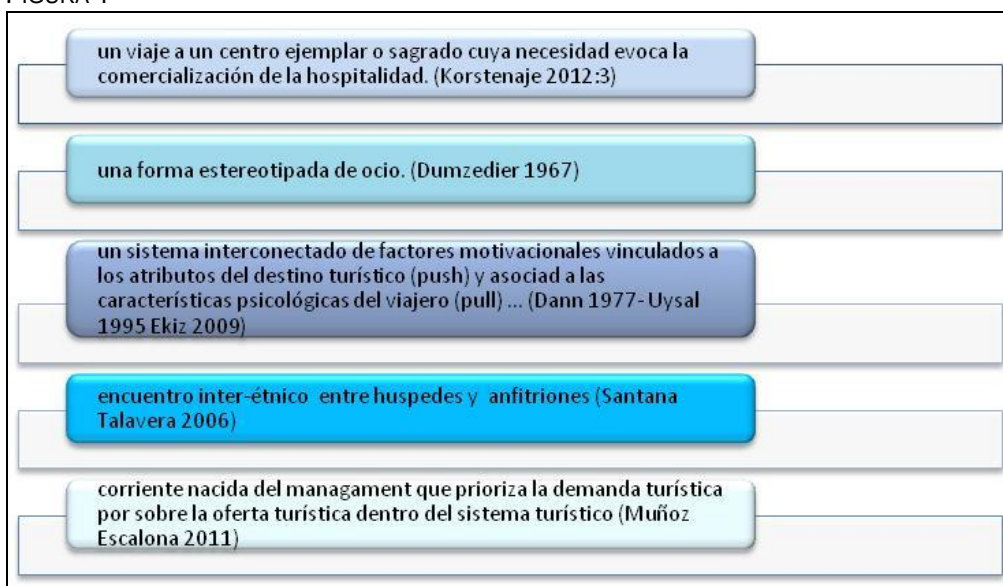 un viaje a un centro ejemplar o sagrado cuya necesidad evoca la
comercialización de la hospitalidad. (Korstenaje 2012:3)
una forma estereotipada de ocio. (Dumzedier 1967)
un sistema interconectado de factores motivacionales vinculados a
los atributos del destino turístico (push) y asociad a las
características psicológicas del viajero (pull) ... (Dann 1977- Uysal
1995 Ekiz 2009)
encuentro inter-étnico entre huspedes y anfitriones (Santana
Talavera 2006)
corriente nacida del managament que prioriza la demanda turística
por sobre la oferta turística dentro del sistema turístico (Muñoz
Escalona 2011)